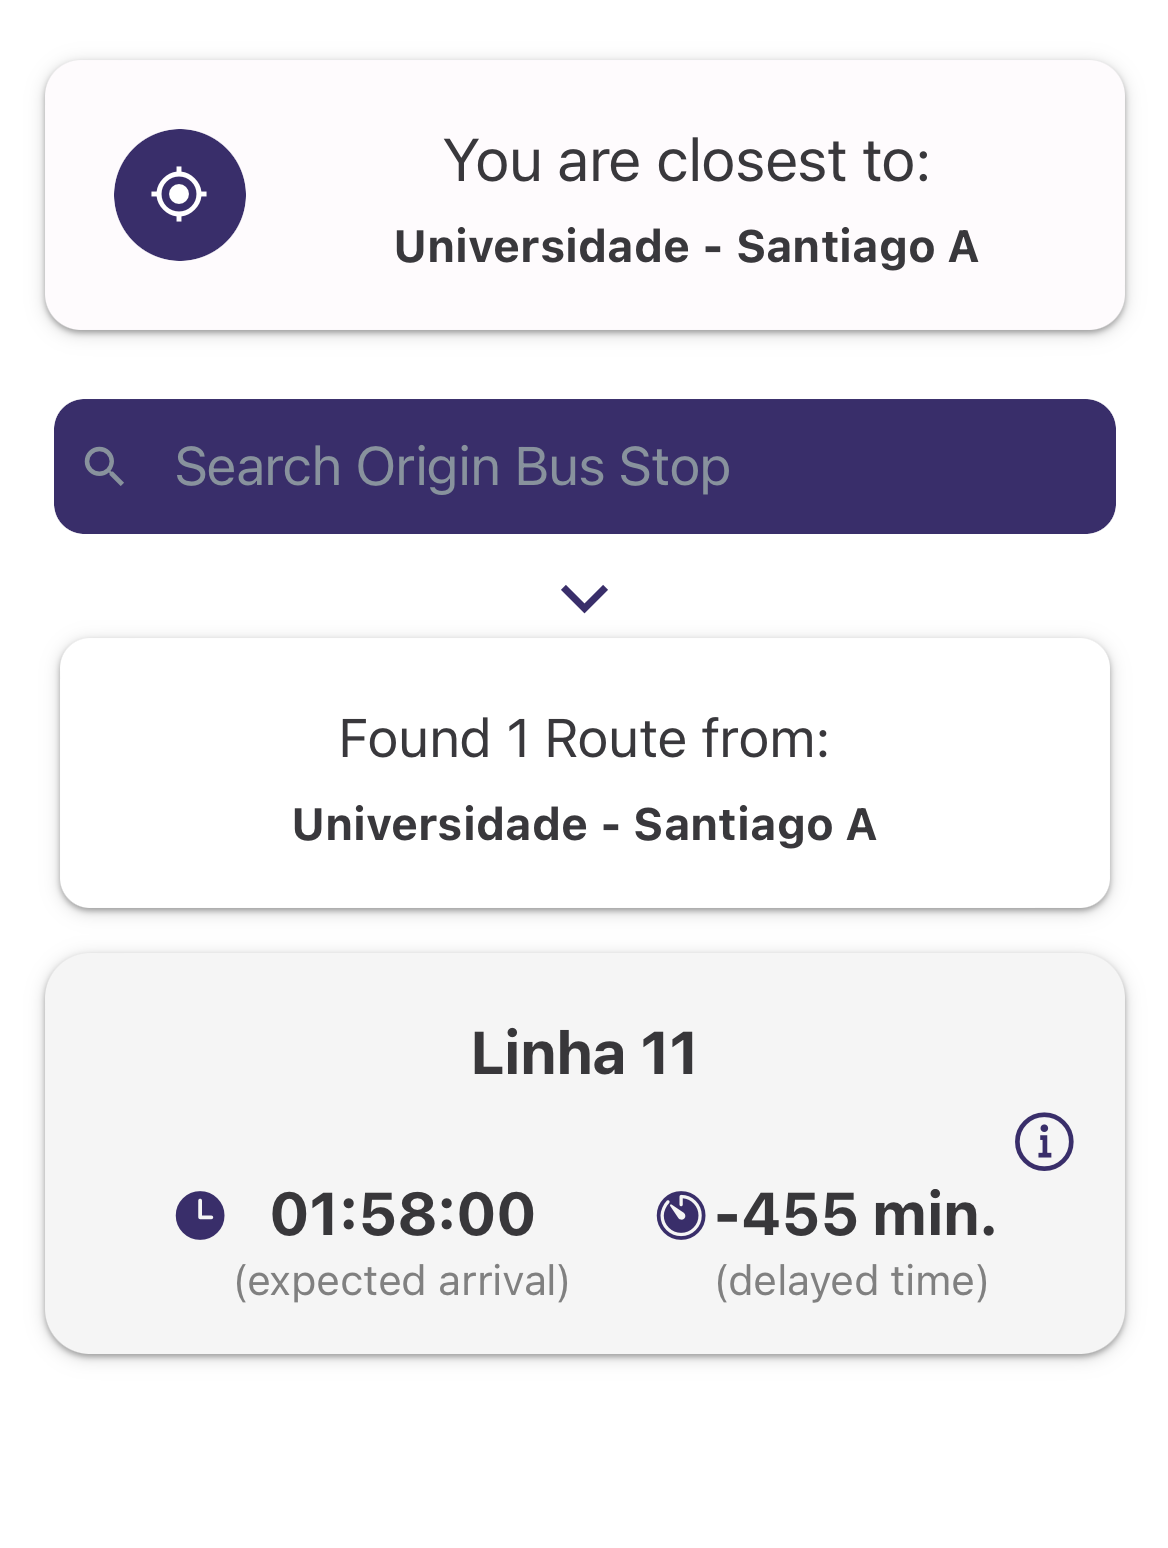 You are closest to:
Universidade - Santiago A
Search Origin Bus Stop
Found 1 Route from:
Universidade - Santiago A
Linha 11
01:58:00 -455 min.
(expected arrival) (delayed time)